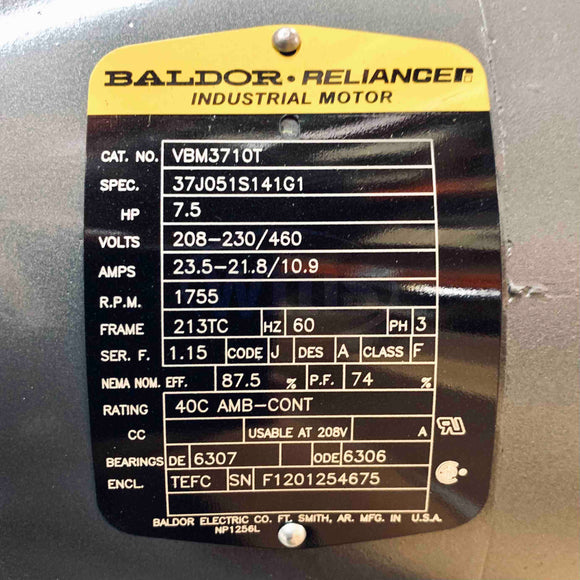 BALDOR • RELIANCE
INDUSTRIAL MOTOR
CAT. NO. VBM3710T
SPEC. 37J051S141G1
HP 7.5
VOLTS 208-230/460
AMPS 23.5-21.8/10.9
R.P.M. 1755
FRAME 213TC HZ 60 PH 3
SER. F. 1.15 CODE J DES A CLASS F
NEMA NOM. EFF. 87.5 % P.F. 74 %
RATING 40C AMB-CONT
CC USABLE AT 208V A
BEARINGS DE 6307 ODE 6306
ENCL. TEFC SN F1201254675
BALDOR ELECTRIC CO. FT. SMITH, AR. MFG. IN U.S.A.
NP1256L